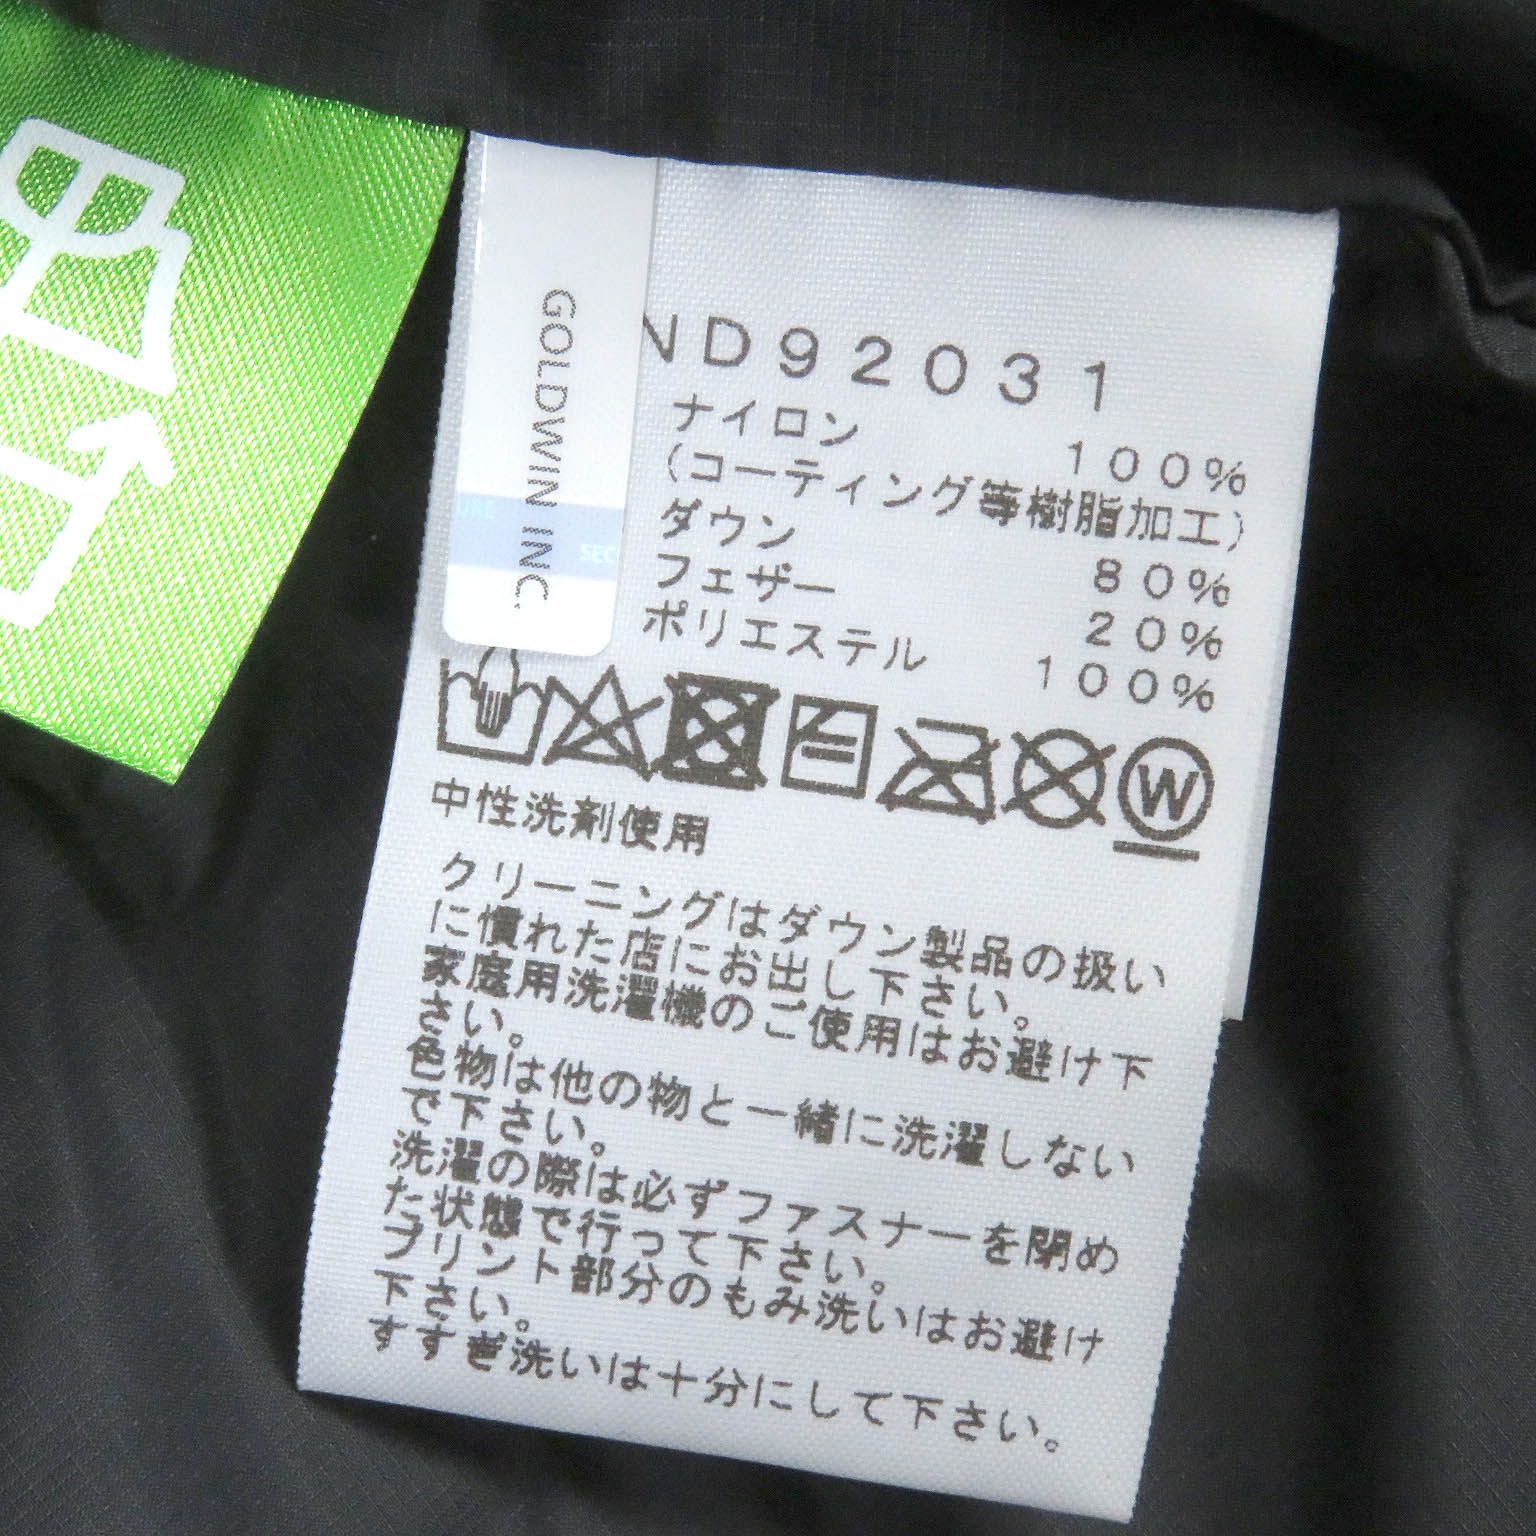 GOLDWIN INC.
SEC
ND92031
ナイロン 100%
(コーティング等樹脂加工)
ダウン 80%
フェザー 20%
ポリエステル 100%
W
中性洗剤使用
クリーニングはダウン製品の扱い
に慣れた店にお出し下さい。
家庭用洗濯機のご使用はお避け下
さい。
色物は他の物と一緒に洗濯しない
で下さい。
洗濯の際は必ずファスナーを閉め
た状態で行って下さい。
プリント部分のもみ洗いはお避け
下さい。
すすぎ洗いは十分にして下さい。